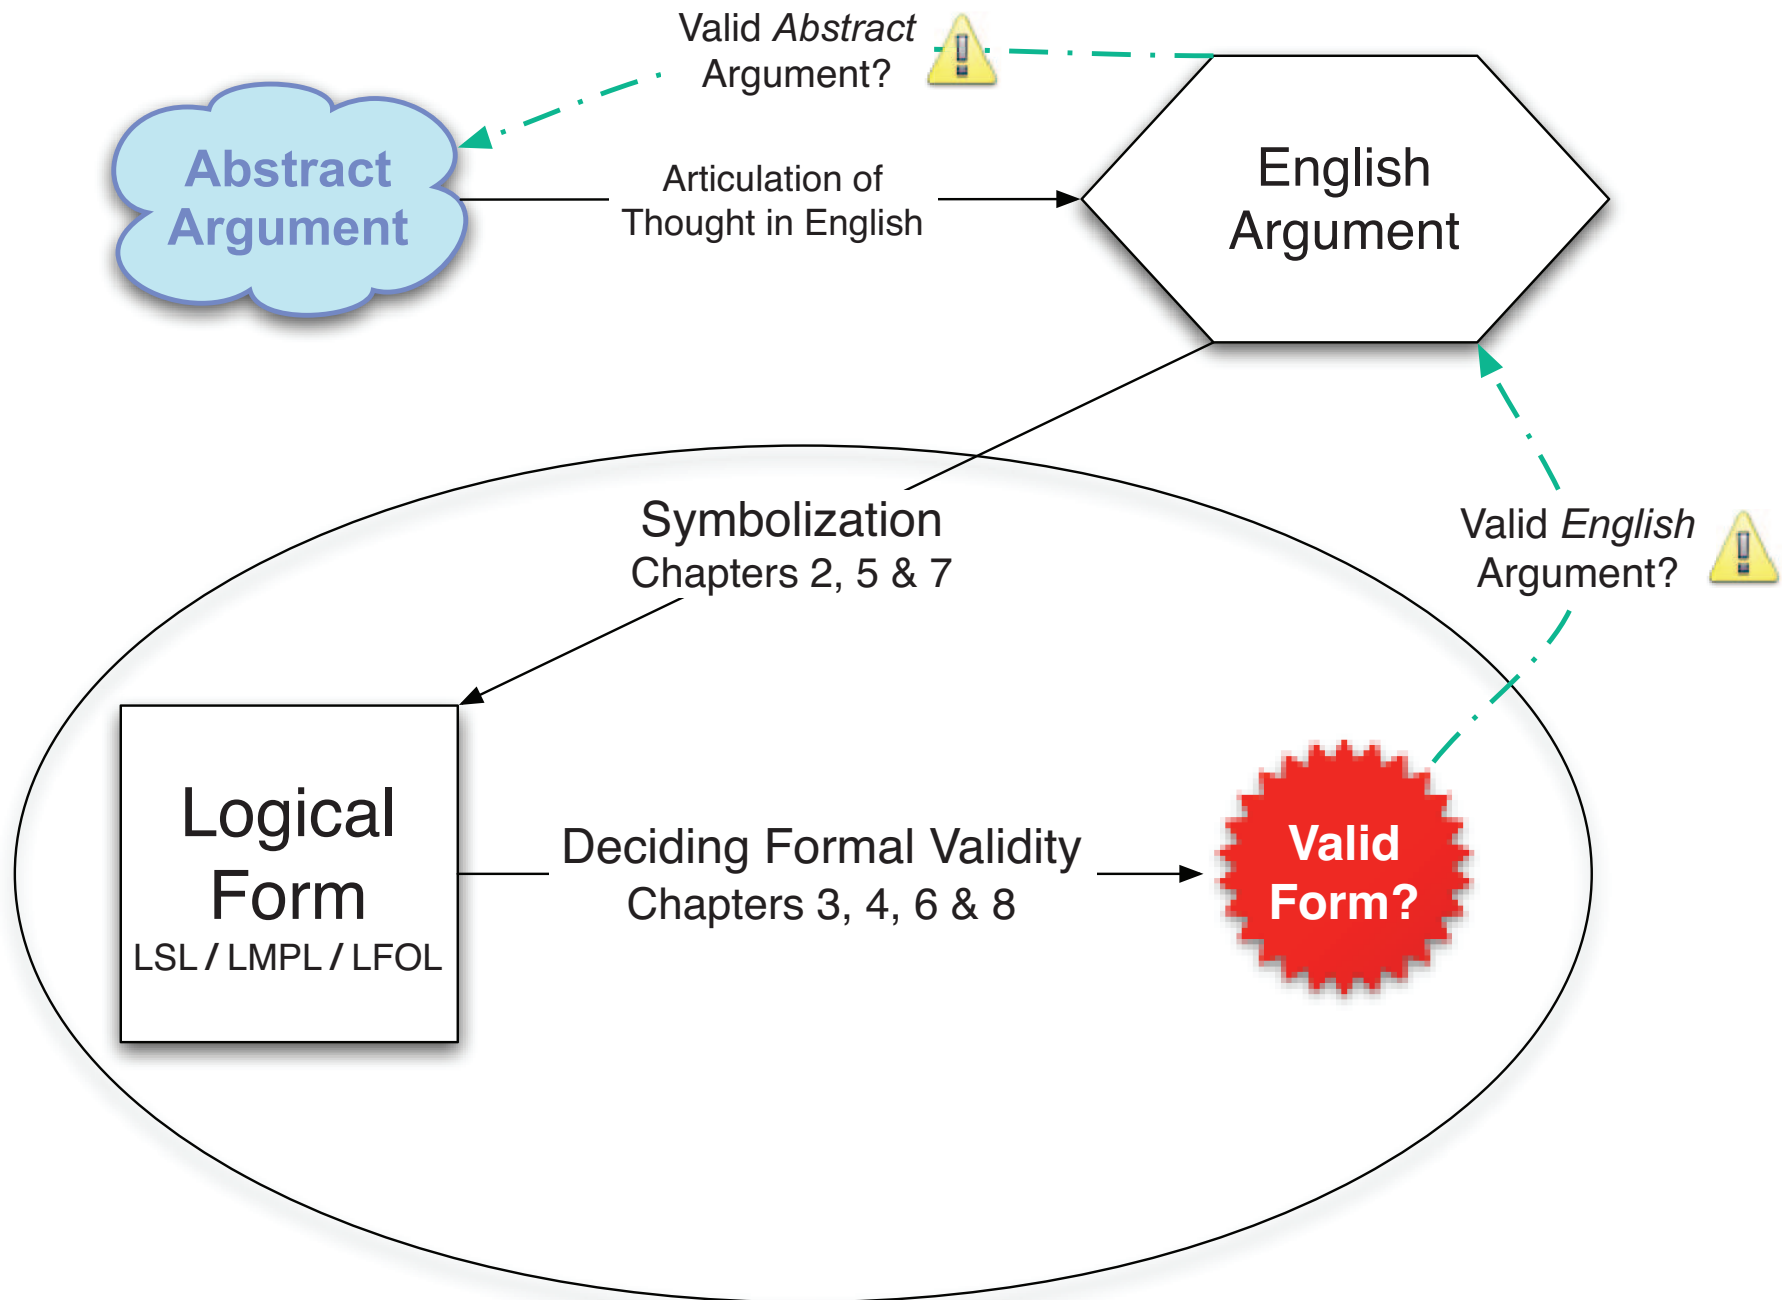 Valid Abstract
Argument?
Abstract
Argument
Articulation of
Thought in English
English
Argument
Symbolization
Chapters 2, 5 & 7
Valid English
Argument?
Logical
Form
LSL / LMPL / LFOL
Deciding Formal Validity
Chapters 3, 4, 6 & 8
Valid
Form?